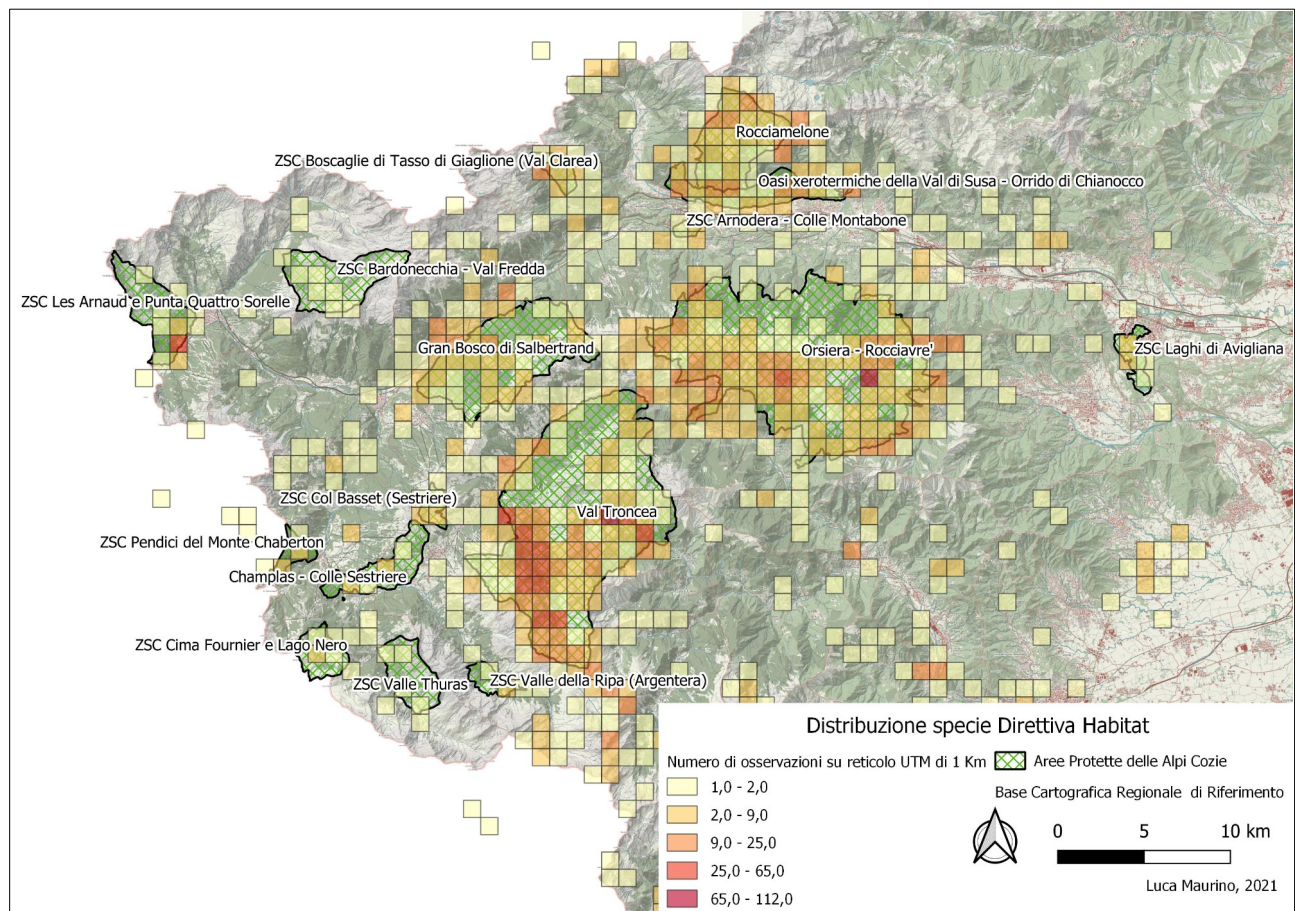 Rocciamelone
ZSC Boscaglie di Tasso di Giaglione (Val Clarea)
Oasi xerotermiche della Val di Susa - Orrido di Chianocco
ZSC Arnodera - Colle Montabone
ZSC Bardonecchia - Val Fredda
ZSC Les Arnaud e Punta Quattro Sorelle
Gran Bosco di Salbertrand
Orsiera - Rocciavre'
ZSC Laghi di Avigliana
ZSC Col Basset (Sestriere)
Val Troncea
ZSC Pendici del Monte Chaberton
Champlas - Colle Sestriere
ZSC Cima Fournier e Lago Nero
ZSC Valle Thuras
ZSC Valle della Ripa (Argentera)
Distribuzione specie Direttiva Habitat
Numero di osservazioni su reticolo UTM di 1 Km
Aree Protette delle Alpi Cozie
1,0 - 2,0
Base Cartografica Regionale di Riferimento
2,0 - 9,0
9,0 - 25,0
0 5 10 km
25,0 - 65,0
Luca Maurino, 2021
65,0 - 112,0